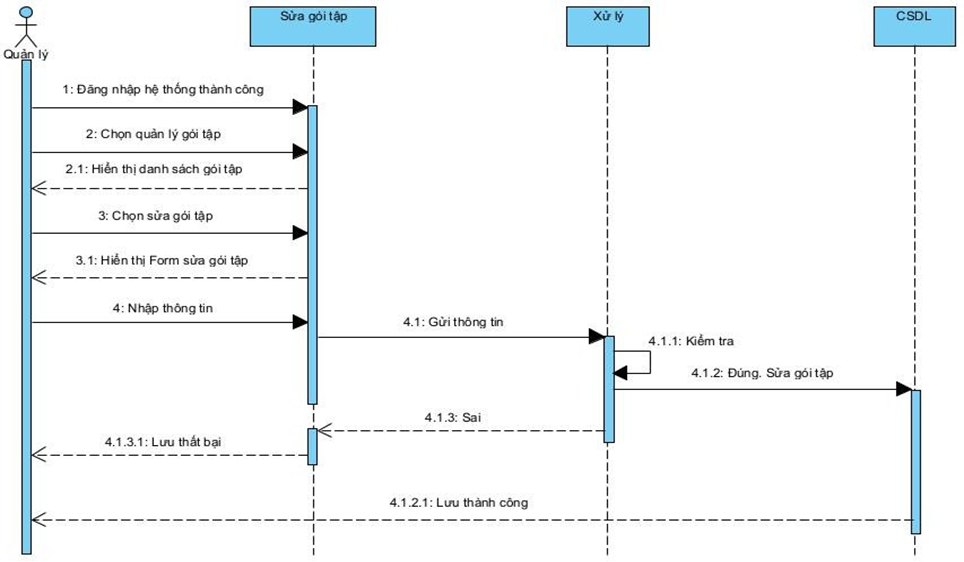 Sửa gói tập
Xử lý
CSDL
Quản lý
1: Đăng nhập hệ thống thành công
2: Chọn quản lý gói tập
2.1: Hiển thị danh sách gói tập
3: Chọn sửa gói tập
3.1: Hiển thị Form sửa gói tập
4: Nhập thông tin
4.1: Gửi thông tin
4.1.1: Kiểm tra
4.1.2: Đúng. Sửa gói tập
4.1.3: Sai
4.1.3.1: Lưu thất bại
4.1.2.1: Lưu thành công